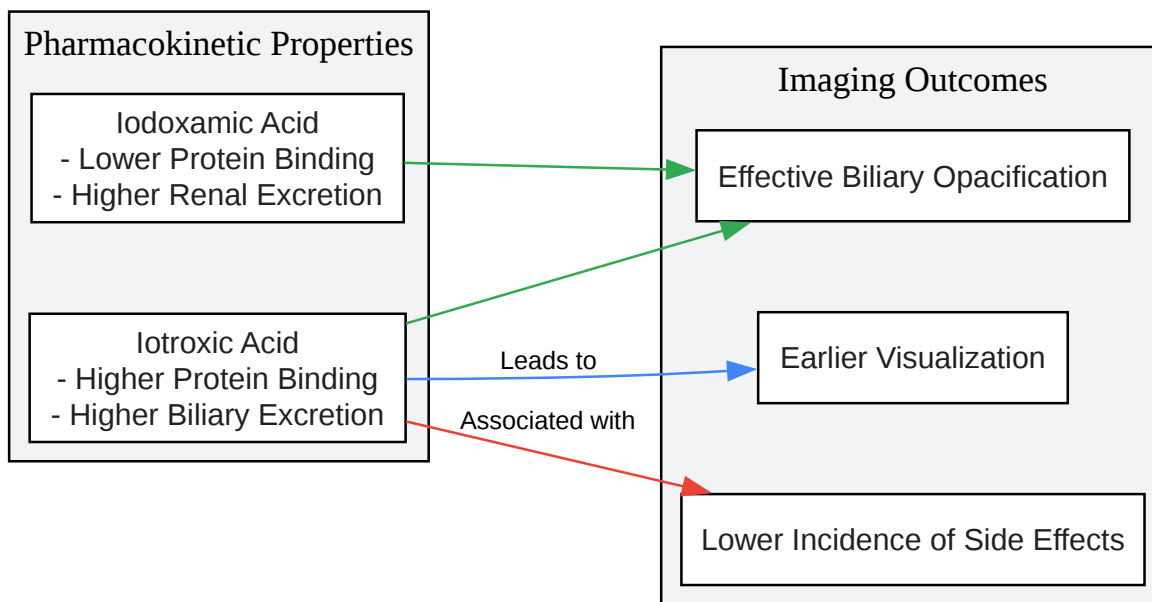 Pharmacokinetic Properties
Iodoxamic Acid
- Lower Protein Binding
- Higher Renal Excretion
Iotroxic Acid
- Higher Protein Binding
- Higher Biliary Excretion
Leads to
Associated with
Imaging Outcomes
Effective Biliary Opacification
Earlier Visualization
Lower Incidence of Side Effects